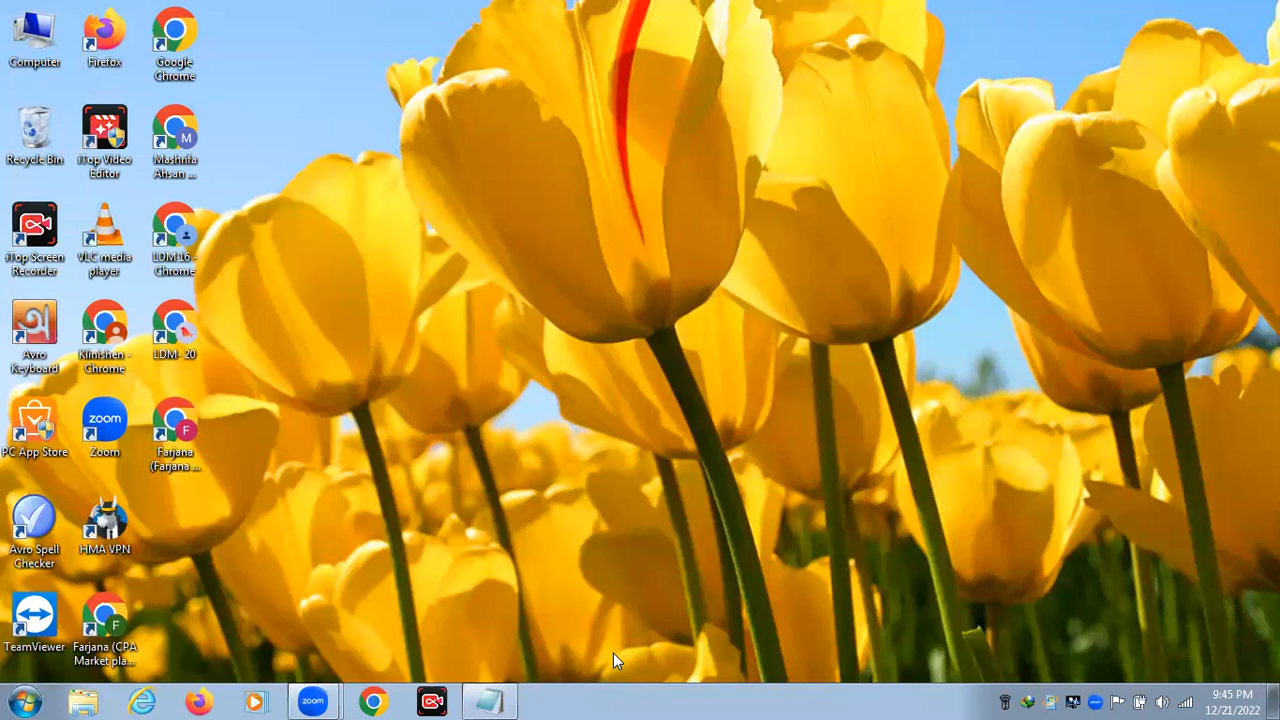 Computer
Firefox
Google
Chrome
Recycle Bin
iTop Video
Editor
M
Mashrifa
Ahsan ...
iTop Screen
Recorder
VLC media
player
LDM 16 -
Chrome
অ
Avro
Keyboard
Klinishen -
Chrome
LDM- 20
PC App Store
zoom
Zoom
F
Farjana
(Farjana ...
Avro Spell
Checker
HMA VPN
TeamViewer
F
Farjana (CPA
Market pla...
zoom
9:45 PM
12/21/2022